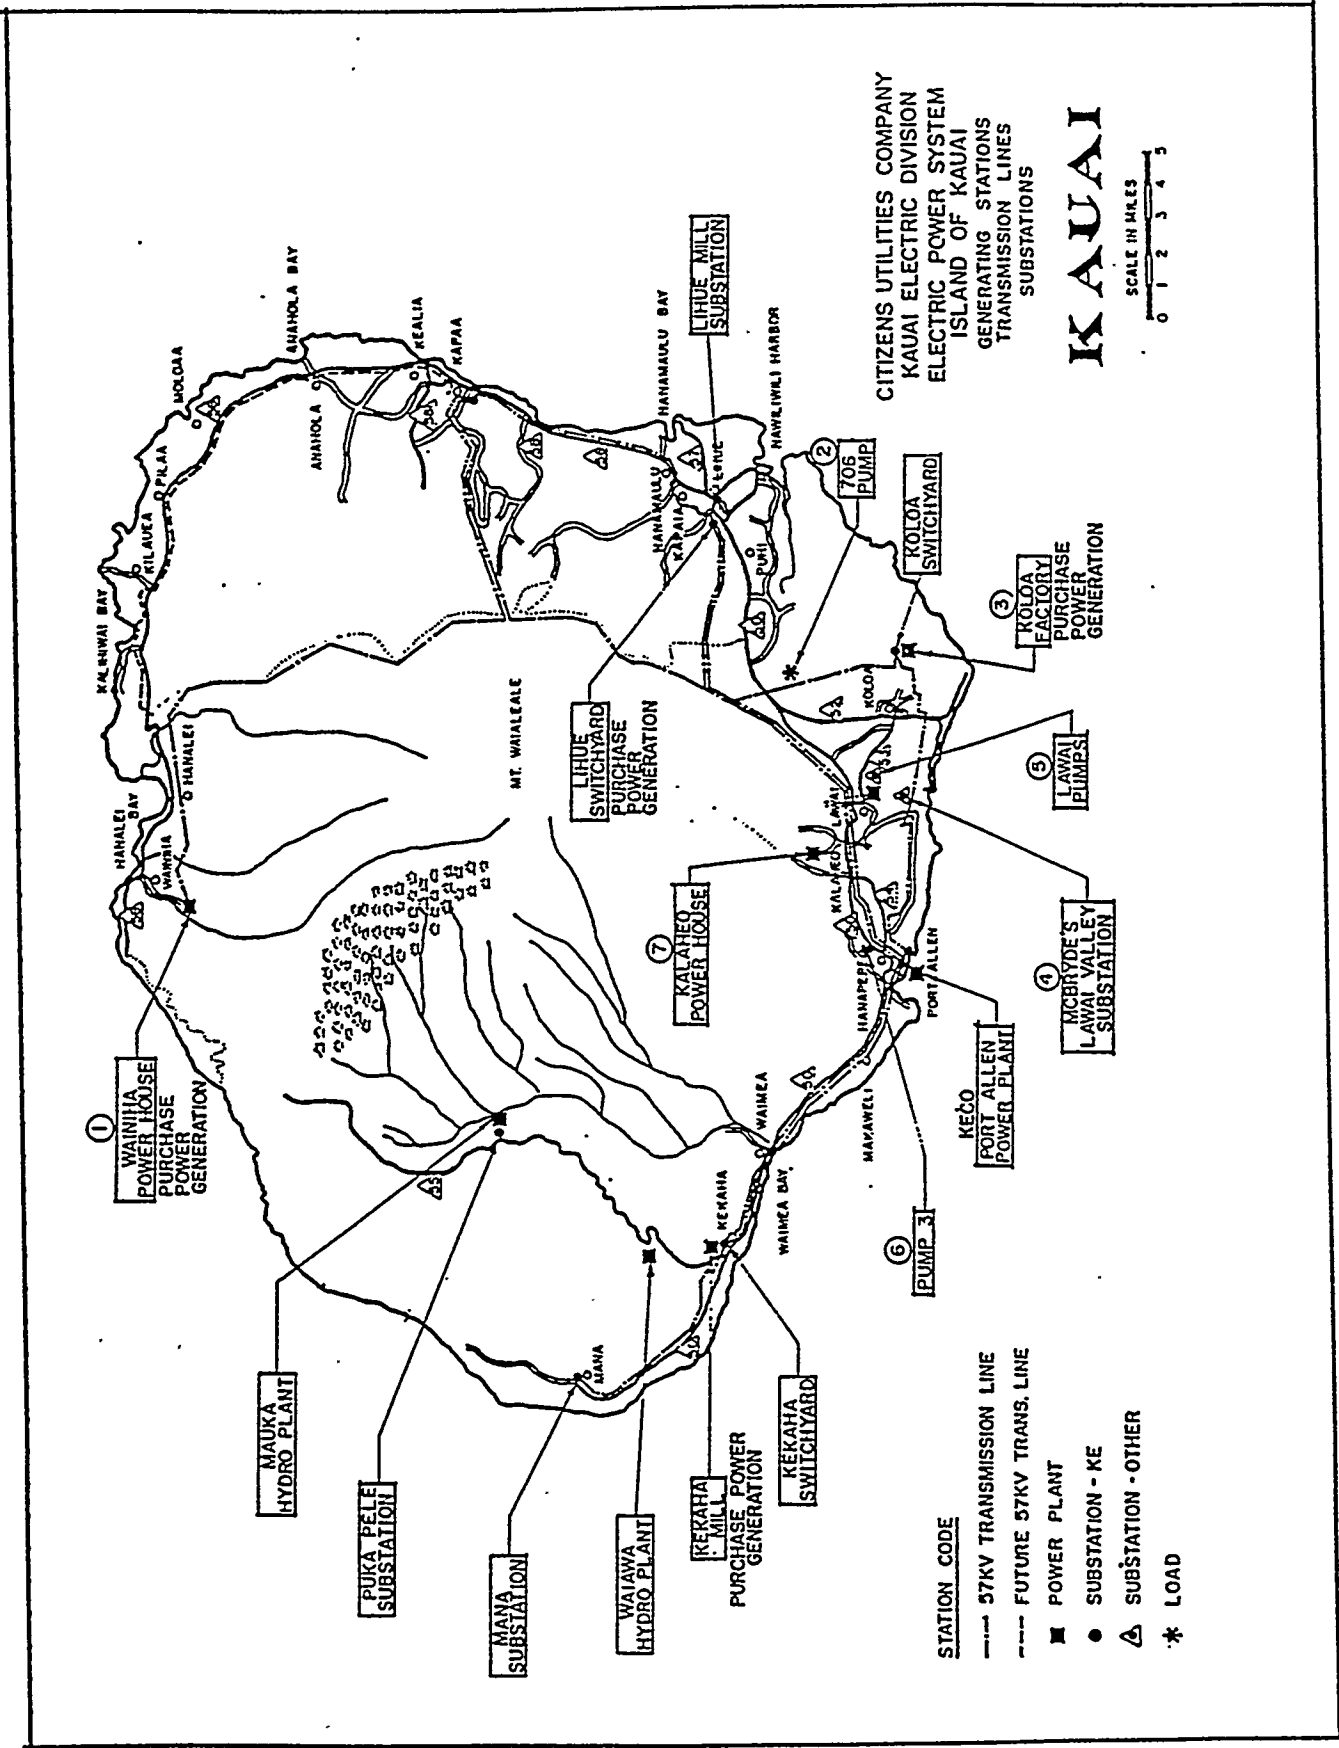 CITIZENS UTILITIES COMPANY
KAUAI ELECTRIC DIVISION
ELECTRIC POWER SYSTEM
ISLAND OF KAUAI
GENERATING STATIONS
TRANSMISSION LINES
SUBSTATIONS
KAUAI
SCALE IN MILES
0 1 2 3 4 5
1
WAINIHA
POWER HOUSE
PURCHASE
POWER
GENERATION
MAUKA
HYDRO PLANT
PUKA PELE
SUBSTATION
MANA
SUBSTATION
WAIAWA
HYDRO PLANT
KEKAHA
MILL
PURCHASE POWER
GENERATION
KEKAHA
SWITCHYARD
6
PUMP 3
KECO
PORT ALLEN
POWER PLANT
4
MCBRYDE'S
LAWAI VALLEY
SUBSTATION
5
LAWAI
PUMPS
3
KOLOA
FACTORY
PURCHASE
POWER
GENERATION
KOLOA
SWITCHYARD
2
706
PUMP
LIHUE MILL
SUBSTATION
LIHUE
SWITCHYARD
PURCHASE
POWER
GENERATION
7
KALAHEO
POWER HOUSE
HANALEI
BAY
WAINIHA
HANALEI
KALIHIWAI BAY
KILAUEA
PILAA
MOLOAA
ANAHOLA BAY
ANAHOLA
KEALIA
KAPAA
HANAMAULU BAY
HANAMAULU
KAPAIA
LIHUE
NAWILIWILI HARBOR
PUHI
KOLOA
LAWAI
KALAHEO
HANAPEPE
PORT ALLEN
MAKAWELI
WAIMEA
WAIMEA BAY
KEKAHA
MANA
MT. WAIALEALE
STATION CODE
57KV TRANSMISSION LINE
FUTURE 57KV TRANS. LINE
POWER PLANT
SUBSTATION - KE
SUBSTATION - OTHER
LOAD